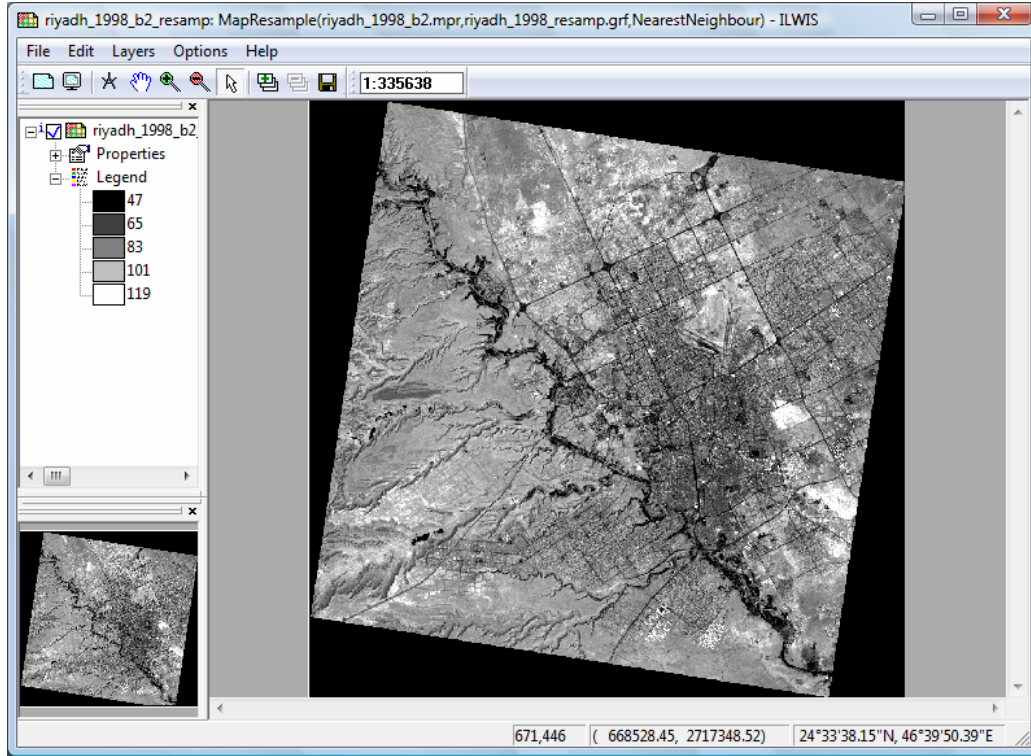 riyadh_1998_b2_resamp: MapResample(riyadh_1998_b2.mpr,riyadh_1998_resamp.grf,NearestNeighbour) - ILWIS
File Edit Layers Options Help
1:335638
riyadh_1998_b2_
Properties
Legend
47
65
83
101
119
671,446 ( 668528.45, 2717348.52) 24°33'38.15"N, 46°39'50.39"E